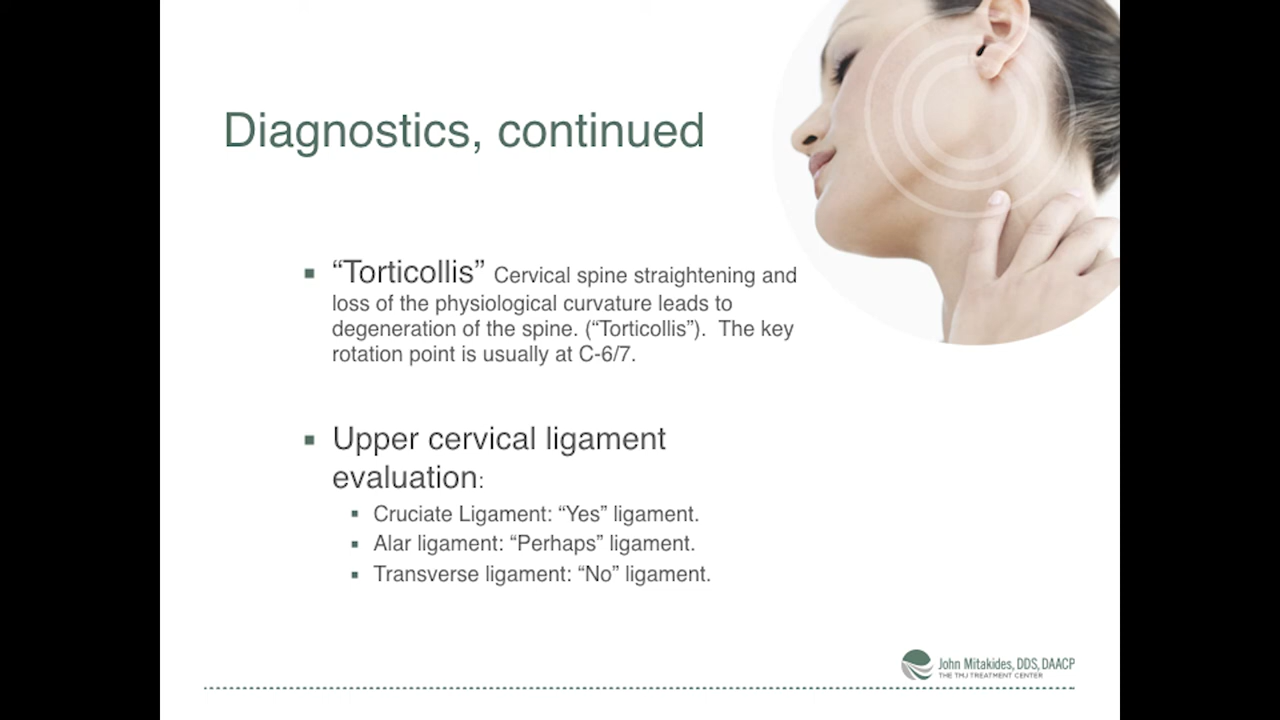 Diagnostics, continued
“Torticollis” Cervical spine straightening and
loss of the physiological curvature leads to
degeneration of the spine. (“Torticollis”).  The key
rotation point is usually at C-6/7.
Upper cervical ligament
evaluation:
Cruciate Ligament: “Yes” ligament.
Alar ligament: “Perhaps” ligament.
Transverse ligament: “No” ligament.
John Mitakides, DDS, DAACP
THE TMJ TREATMENT CENTER